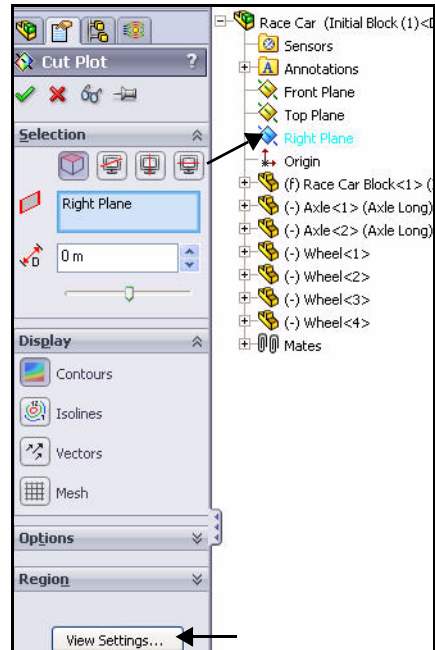 Cut Plot ?
Selection
Right Plane
D 0 m
Display
Contours
12 1 Isolines
Vectors
Mesh
Options
Region
View Settings...
Race Car (Initial Block (1)<D
Sensors
A Annotations
Front Plane
Top Plane
Right Plane
Origin
(f) Race Car Block<1> (
(-) Axle<1> (Axle Long)
(-) Axle<2> (Axle Long)
(-) Wheel<1>
(-) Wheel<2>
(-) Wheel<3>
(-) Wheel<4>
Mates